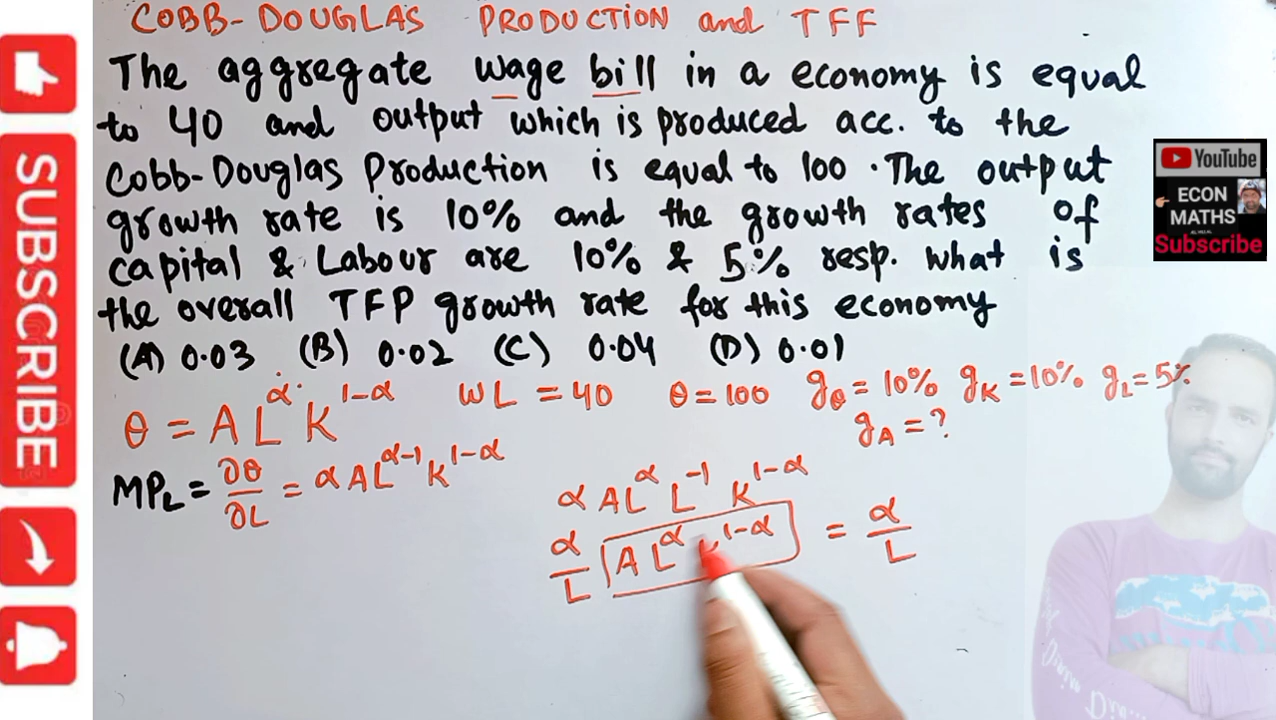 COBB-DOUGLAS PRODUCTION and TFF
The aggregate wage bill in a economy is equal
to 40 and output which is produced acc. to the
Cobb-Douglas Production is equal to 100. The output
growth rate is 10% and the growth rates of
capital & Labour are 10% & 5% resp. what is
the overall TFP growth rate for this economy
(A) 0.03 (B) 0.02 (C) 0.04 (D) 0.01
θ = AL^α K^1-α WL = 40 θ = 100 gθ = 10% gK = 10% gL = 5%
gA = ?
MPL = ∂θ/∂L = α AL^α-1 K^1-α
α AL^α L^-1 K^1-α
α/L AL^α K^1-α = α/L
SUBSCRIBE
YouTube
ECON
MATHS
Subscribe